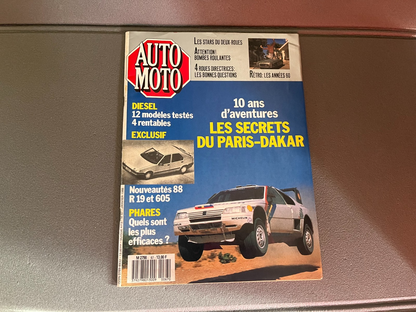 AUTO
MOTO
LES STARS DU DEUX-ROUES
ATTENTION!
BOMBES ROULANTES
4 ROUES DIRECTRICES:
LES BONNES QUESTIONS
RÉTRO: LES ANNÉES 60
DIESEL
12 modèles testés
4 rentables
EXCLUSIF
10 ans
d'aventures
LES SECRETS
DU PARIS-DAKAR
Nouveautés 88
R 19 et 605
PHARES
Quels sont
les plus
efficaces ?